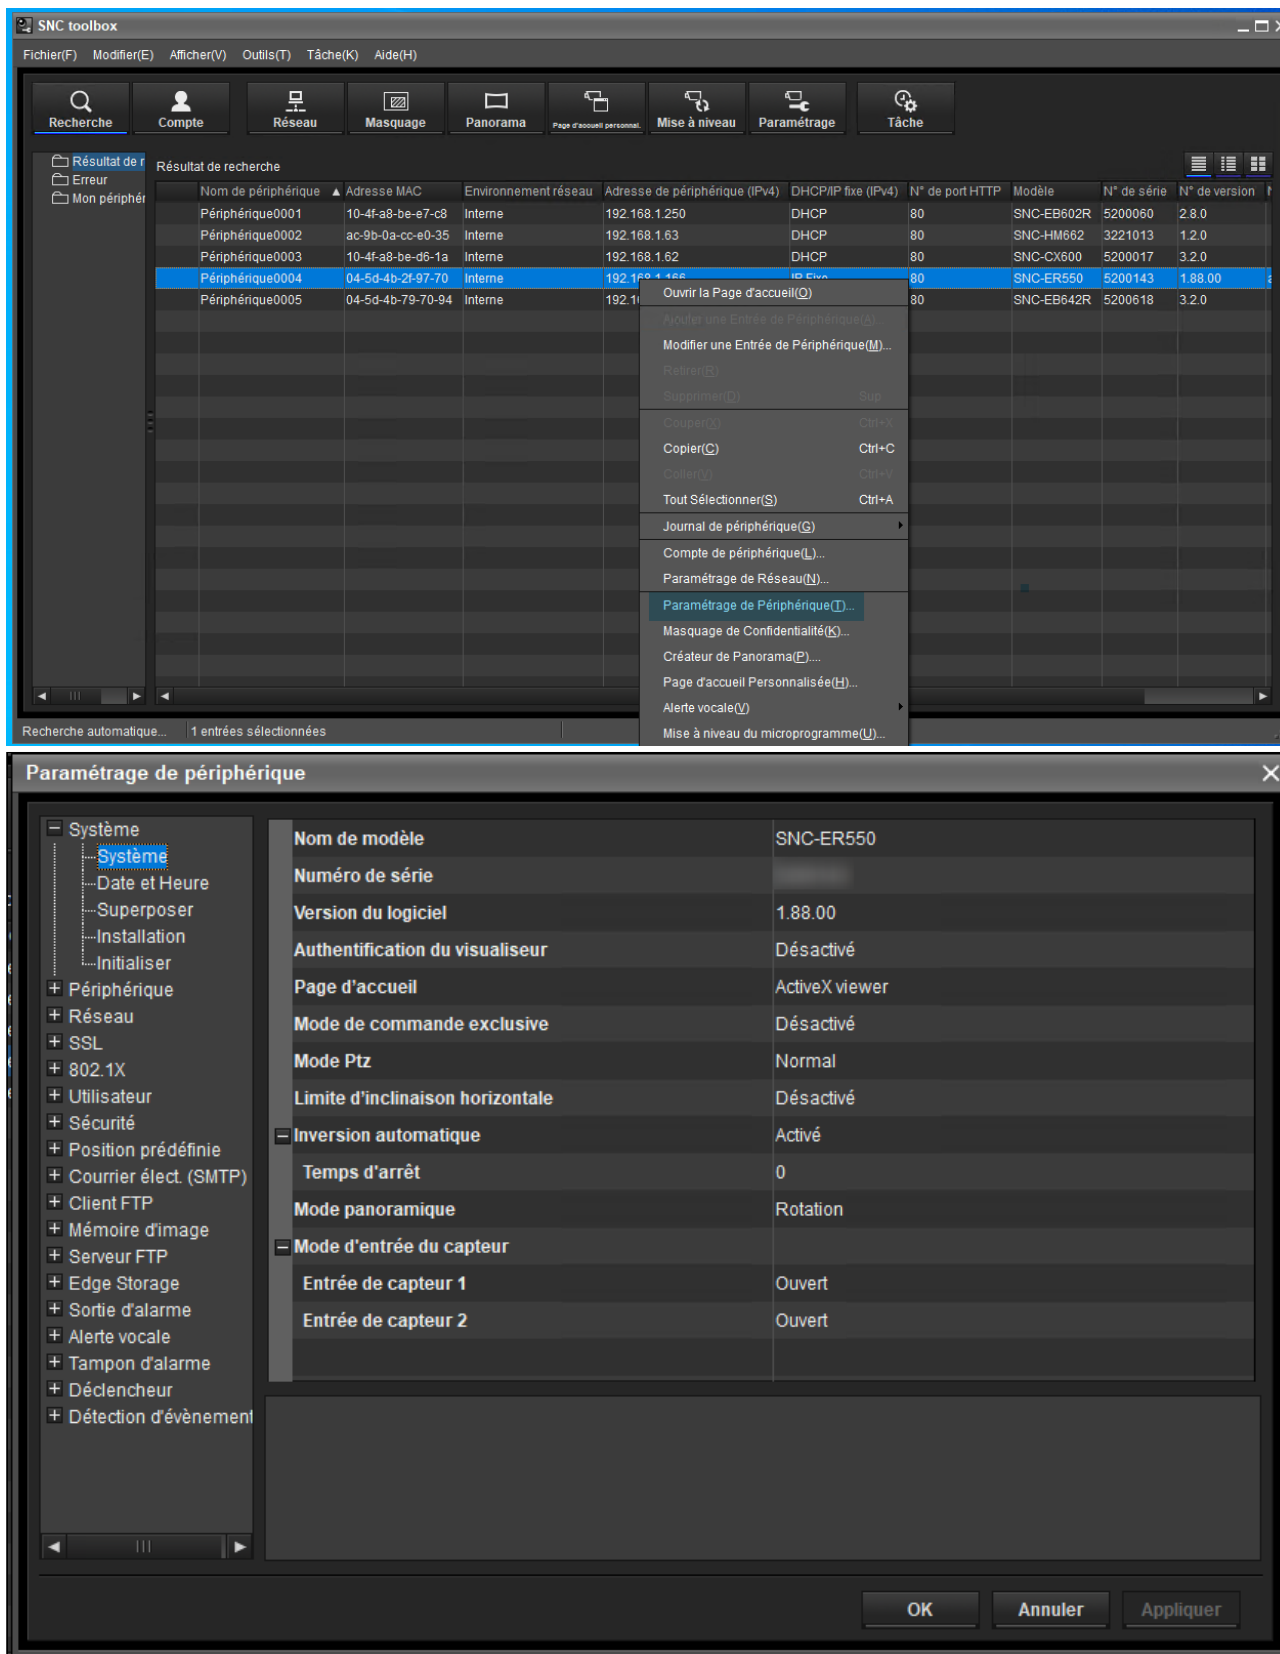 SNC toolbox
Fichier(F) Modifier(E) Afficher(V) Outils(T) Tâche(K) Aide(H)
Recherche Compte Réseau Masquage Panorama Page d'accueil personnal. Mise à niveau Paramétrage Tâche
Résultat de r
Erreur
Mon périphér
Résultat de recherche
Nom de périphérique ▲ Adresse MAC Environnement réseau Adresse de périphérique (IPv4) DHCP/IP fixe (IPv4) N° de port HTTP Modèle N° de série N° de version
Périphérique0001 10-4f-a8-be-e7-c8 Interne 192.168.1.250 DHCP 80 SNC-EB602R 5200060 2.8.0
Périphérique0002 ac-9b-0a-cc-e0-35 Interne 192.168.1.63 DHCP 80 SNC-HM662 3221013 1.2.0
Périphérique0003 10-4f-a8-be-d6-1a Interne 192.168.1.62 DHCP 80 SNC-CX600 5200017 3.2.0
Périphérique0004 04-5d-4b-2f-97-70 Interne 192.168.1.166 IP Fixe 80 SNC-ER550 5200143 1.88.00
Périphérique0005 04-5d-4b-79-70-94 Interne 192.1 80 SNC-EB642R 5200618 3.2.0
Ouvrir la Page d'accueil(O)
Ajouter une Entrée de Périphérique(A)
Modifier une Entrée de Périphérique(M)...
Retirer(R)
Supprimer(D) Sup
Couper(X) Ctrl+X
Copier(C) Ctrl+C
Coller(V) Ctrl+V
Tout Sélectionner(S) Ctrl+A
Journal de périphérique(G)
Compte de périphérique(L)...
Paramétrage de Réseau(N)...
Paramétrage de Périphérique(T)...
Masquage de Confidentialité(K)...
Créateur de Panorama(P)....
Page d'accueil Personnalisée(H)...
Alerte vocale(V)
Mise à niveau du microprogramme(U)...
Recherche automatique... 1 entrées sélectionnées
Paramétrage de périphérique
Système
Système
Date et Heure
Superposer
Installation
Initialiser
Périphérique
Réseau
SSL
802.1X
Utilisateur
Sécurité
Position prédéfinie
Courrier élect. (SMTP)
Client FTP
Mémoire d'image
Serveur FTP
Edge Storage
Sortie d'alarme
Alerte vocale
Tampon d'alarme
Déclencheur
Détection d'évènement
Nom de modèle SNC-ER550
Numéro de série
Version du logiciel 1.88.00
Authentification du visualiseur Désactivé
Page d'accueil ActiveX viewer
Mode de commande exclusive Désactivé
Mode Ptz Normal
Limite d'inclinaison horizontale Désactivé
Inversion automatique Activé
Temps d'arrêt 0
Mode panoramique Rotation
Mode d'entrée du capteur
Entrée de capteur 1 Ouvert
Entrée de capteur 2 Ouvert
OK Annuler Appliquer